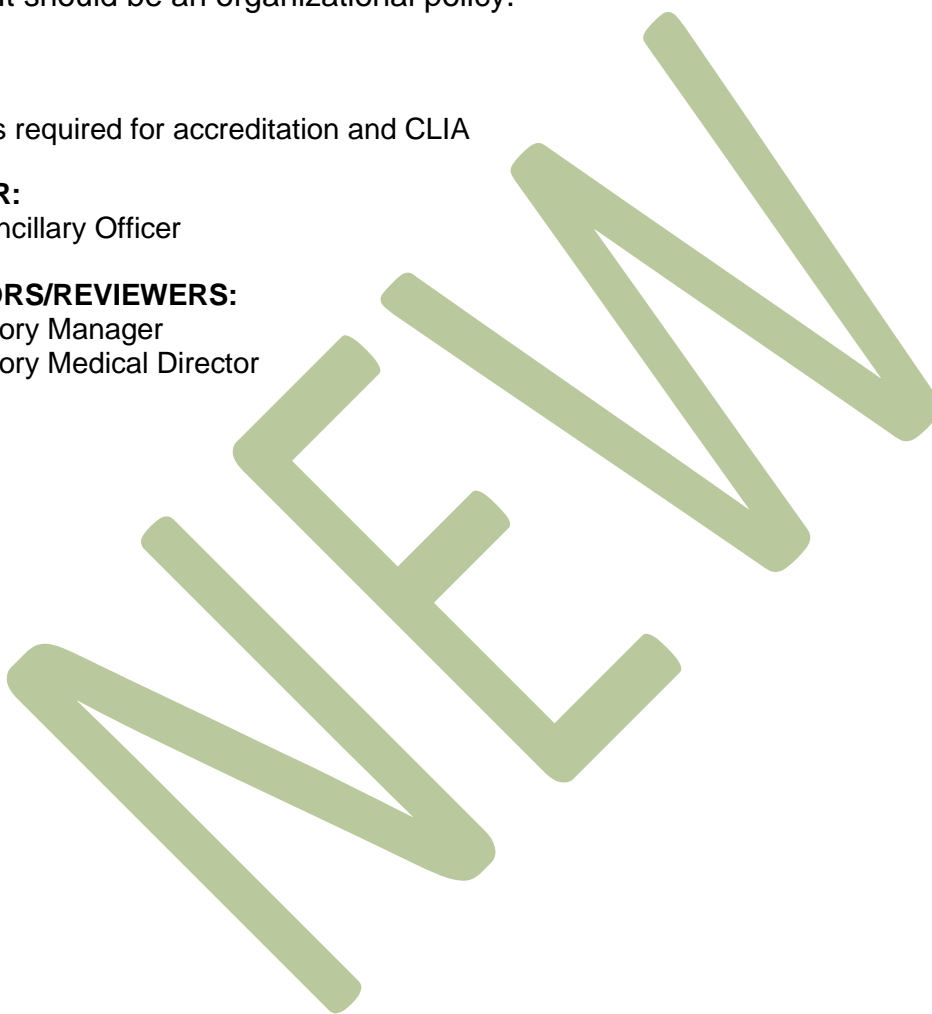 it should be an organizational policy.
s required for accreditation and CLIA
R:
ncillary Officer
ORS/REVIEWERS:
ory Manager
ory Medical Director
NEW